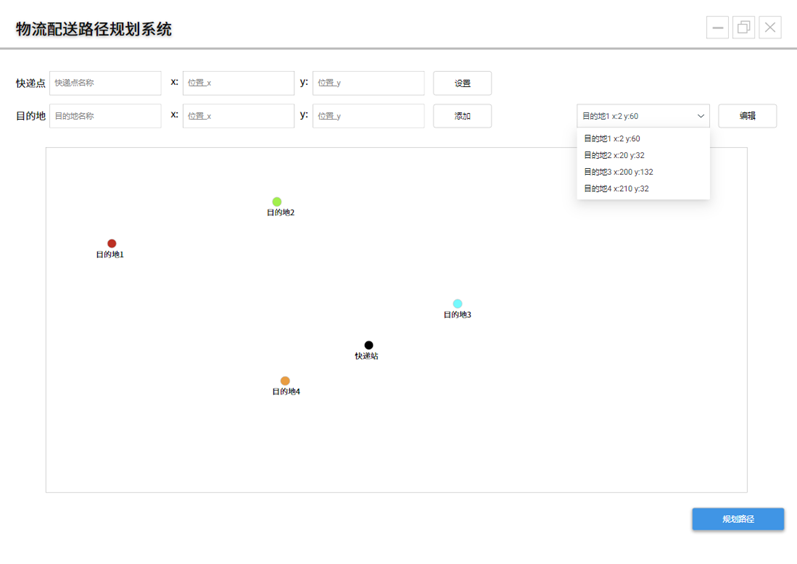 物流配送路径规划系统
快递点 快递点名称 x: 位置_x y: 位置_y 设置
目的地 目的地名称 x: 位置_x y: 位置_y 添加 目的地1 x:2 y:60 编辑
目的地1 x:2 y:60
目的地2 x:20 y:32
目的地3 x:200 y:132
目的地4 x:210 y:32
目的地2
目的地1
目的地3
快递站
目的地4
规划路径